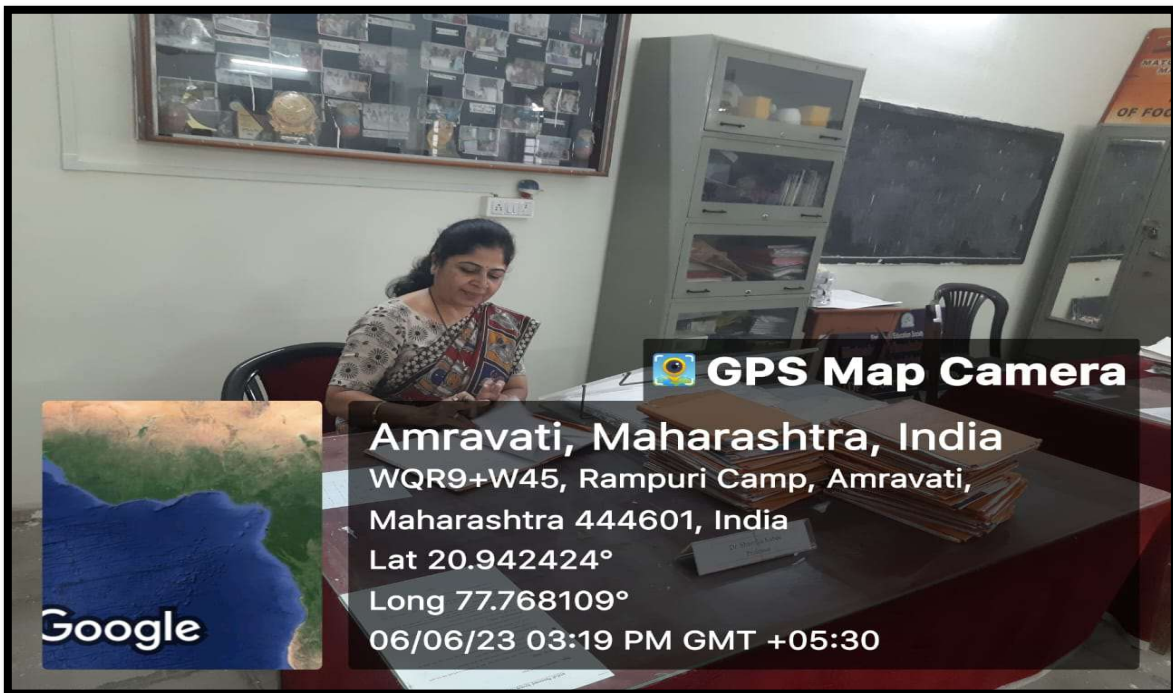 OF FOO
GPS Map Camera
Amravati, Maharashtra, India
WQR9+W45, Rampuri Camp, Amravati,
Maharashtra 444601, India
Lat 20.942424°
Long 77.768109°
06/06/23 03:19 PM GMT +05:30
Google